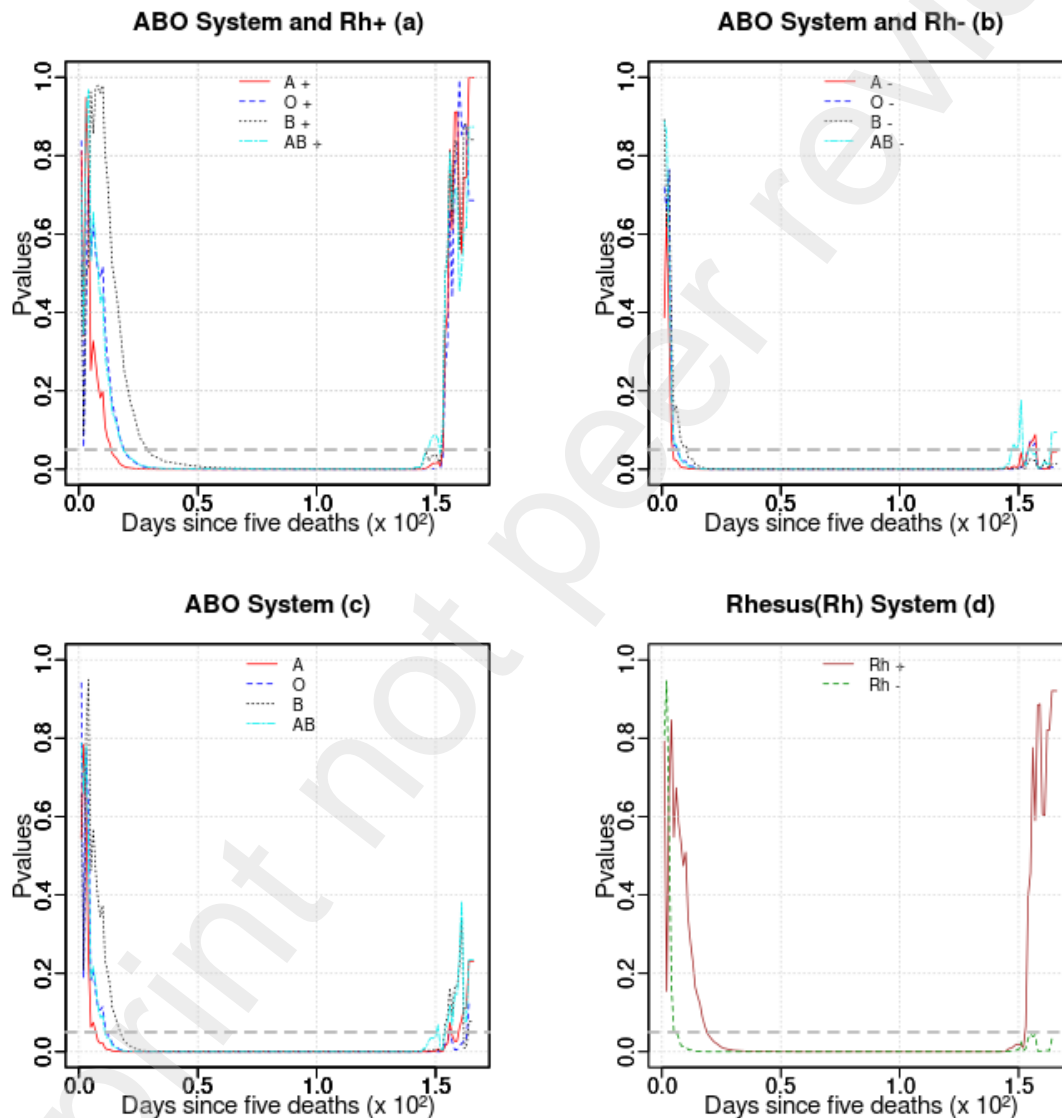 ABO System and Rh+ (a)
Pvalues
1.0
0.8
0.6
0.4
0.2
0.0
A +
O +
B +
AB +
0.0 0.5 1.0 1.5
Days since five deaths (x 10²)
ABO System and Rh- (b)
Pvalues
1.0
0.8
0.6
0.4
0.2
0.0
A -
O -
B -
AB -
0.0 0.5 1.0 1.5
Days since five deaths (x 10²)
ABO System (c)
Pvalues
1.0
0.8
0.6
0.4
0.2
0.0
A
O
B
AB
0.0 0.5 1.0 1.5
Days since five deaths (x 10²)
Rhesus(Rh) System (d)
Pvalues
1.0
0.8
0.6
0.4
0.2
0.0
Rh +
Rh -
0.0 0.5 1.0 1.5
Days since five deaths (x 10²)
print not peer review